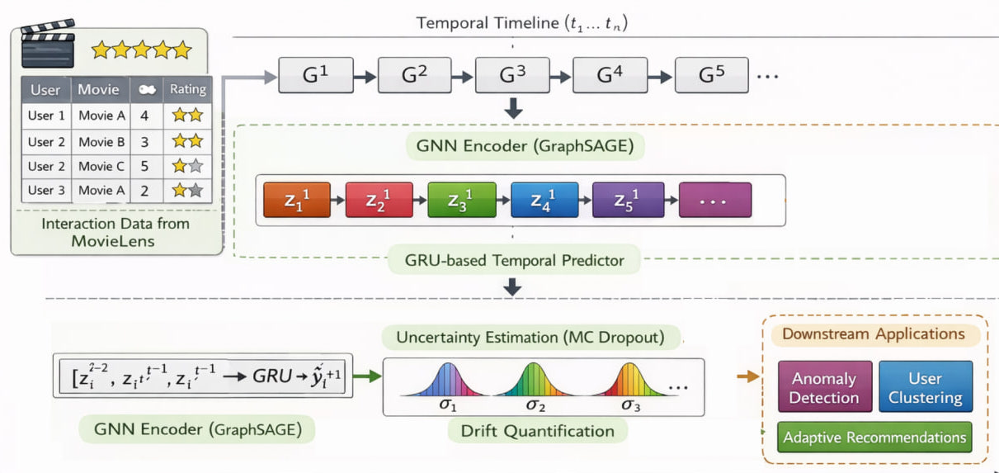 Temporal Timeline (t₁ ... tₙ)
G¹ G² G³ G⁴ G⁵ ...
User Movie Rating
User 1 Movie A 4
User 2 Movie B 3
User 2 Movie C 5
User 3 Movie A 2
Interaction Data from
MovieLens
GNN Encoder (GraphSAGE)
z₁¹ z₂¹ z₃¹ z₄¹ z₅¹ ...
GRU-based Temporal Predictor
Uncertainty Estimation (MC Dropout)
GRU
σ₁ σ₂ σ₃ ...
GNN Encoder (GraphSAGE)
Drift Quantification
Downstream Applications
Anomaly
Detection
User
Clustering
Adaptive Recommendations